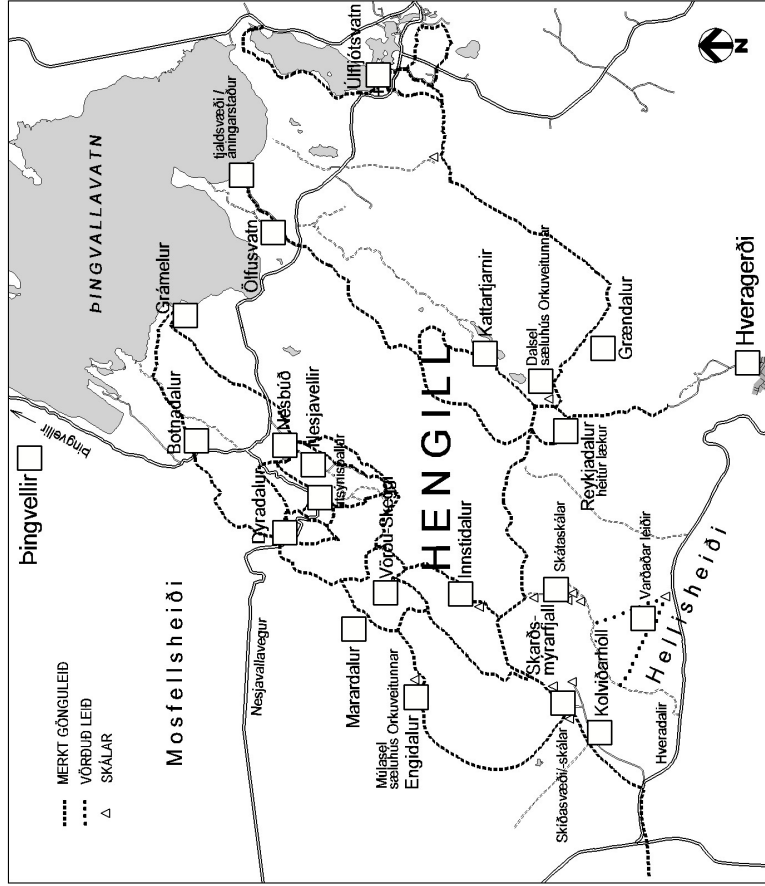 MERKT GÖNGULEIÐ
VÖRÐUÐ LEIÐ
SKÁLAR
Þingvellir
Þingvellir
ÞINGVALLAVATN
Mosfellsheiði
Nesjavallavegur
Botnadalur
Grámelur
tjaldsvæði /
áningarstaður
Ölfusvatn
Úlfljótsvatn
Dyradalur
Nesbúð
Nesjavellir
Marardalur
Vörðu-Skeggi
HENGILL
Kattartjarnir
Múlasel
sæluhús Orkuveitunnar
Engidalur
Innstidalur
Dalsel
sæluhús Orkuveitunnar
Reykjadalur
heitur lækur
Grændalur
Skíðasvæði/-skálar
Skarðs-
mýrarfjall
Skátaskálar
Kolviðarhóll
Varðaðar leiðir
Hveradalir
Hellisheiði
Hveragerði
N